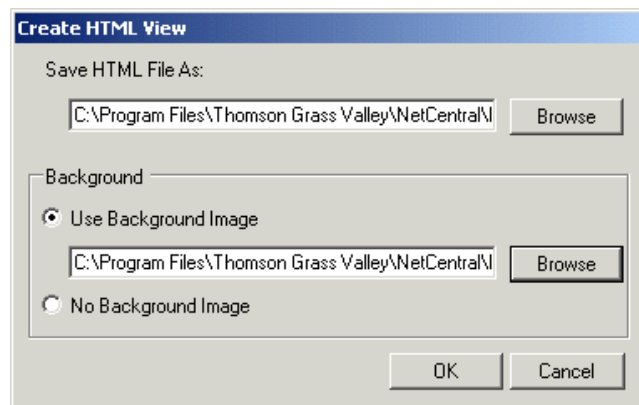 Create HTML View
Save HTML File As:
C:\Program Files\Thomson Grass Valley\NetCentral\
Browse
Background
Use Background Image
C:\Program Files\Thomson Grass Valley\NetCentral\
Browse
No Background Image
OK
Cancel